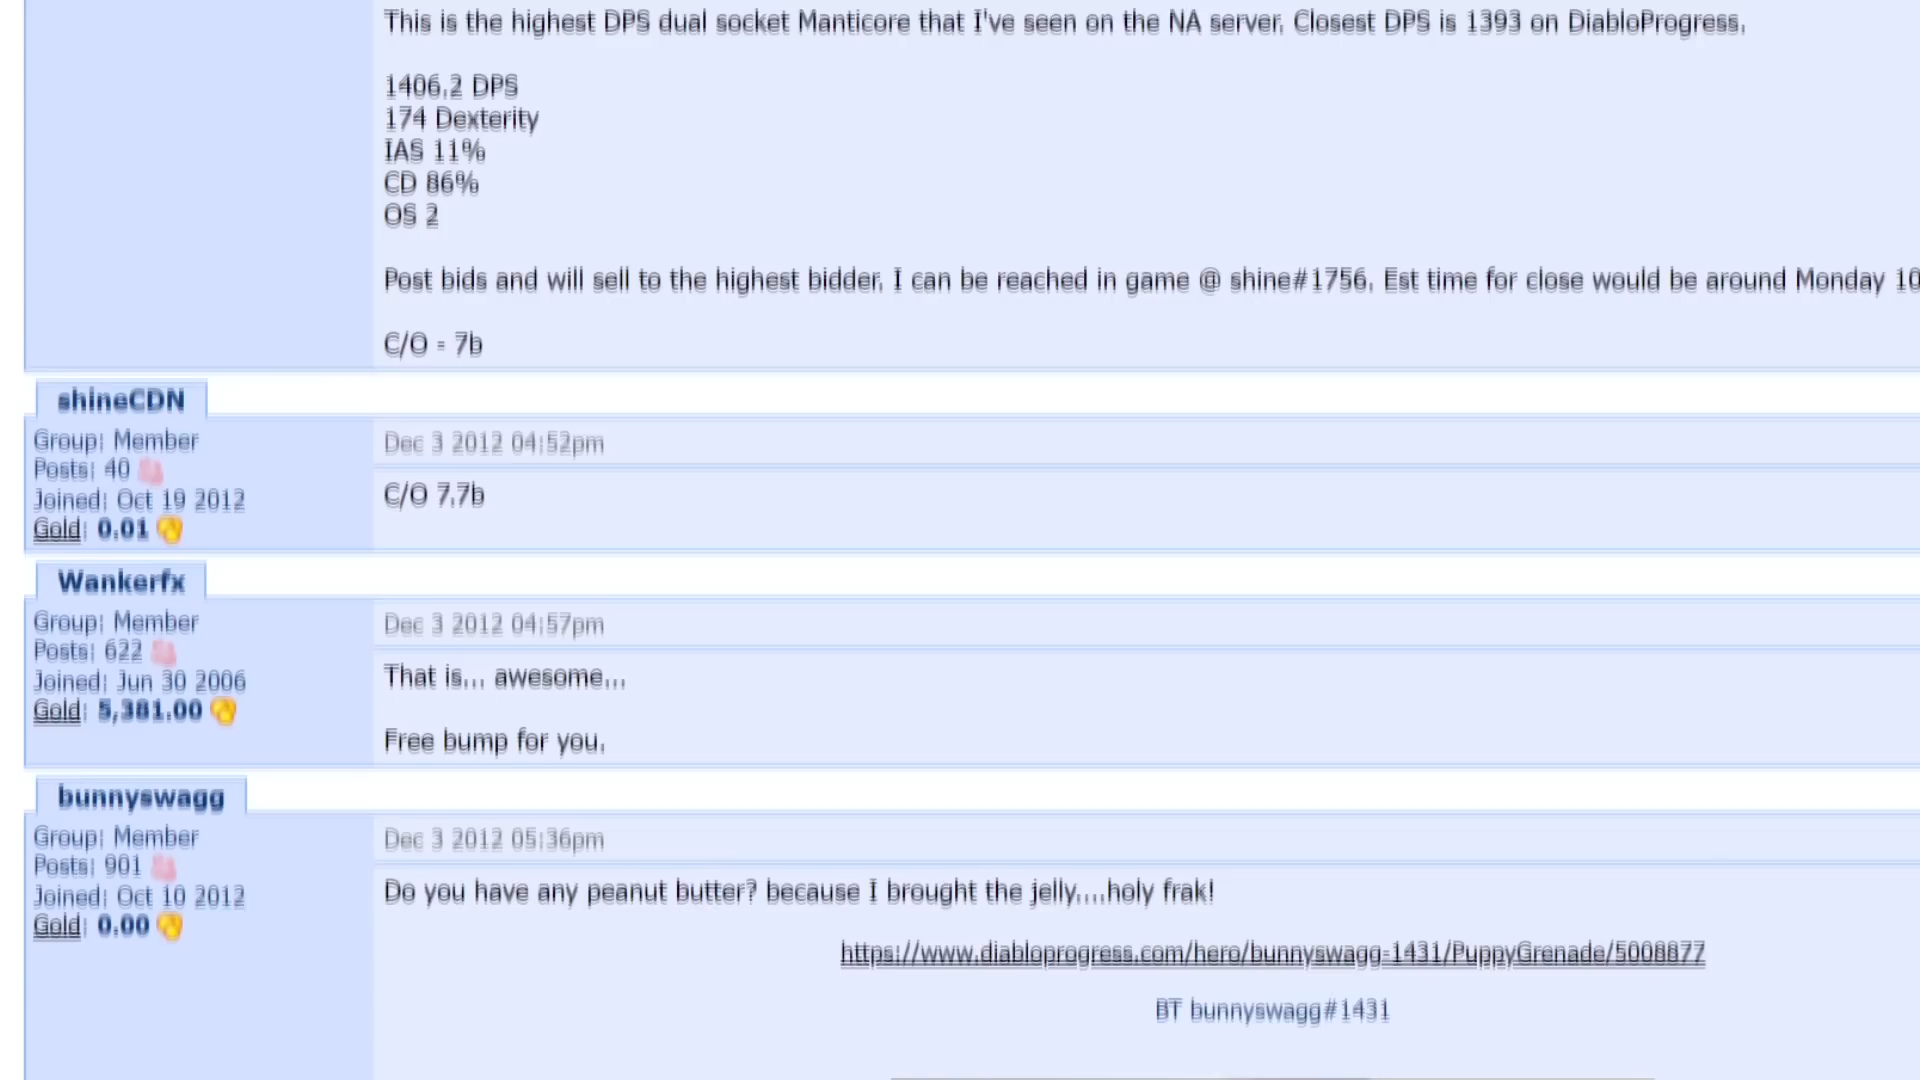 This is the highest DPS dual socket Manticore that I've seen on the NA server. Closest DPS is 1393 on DiabloProgress.
1406.2 DPS
174 Dexterity
IAS 11%
CD 86%
OS 2
Post bids and will sell to the highest bidder. I can be reached in game @ shine#1756. Est time for close would be around Monday 10
C/O = 7b
shineCDN
Group: Member
Posts: 40
Joined: Oct 19 2012
Gold: 0.01
Dec 3 2012 04:52pm
C/O 7.7b
Wankerfx
Group: Member
Posts: 622
Joined: Jun 30 2006
Gold: 5,381.00
Dec 3 2012 04:57pm
That is... awesome...
Free bump for you.
bunnyswagg
Group: Member
Posts: 901
Joined: Oct 10 2012
Gold: 0.00
Dec 3 2012 05:36pm
Do you have any peanut butter? because I brought the jelly....holy frak!
https://www.diabloprogress.com/hero/bunnyswagg-1431/PuppyGrenade/5008877
BT bunnyswagg#1431